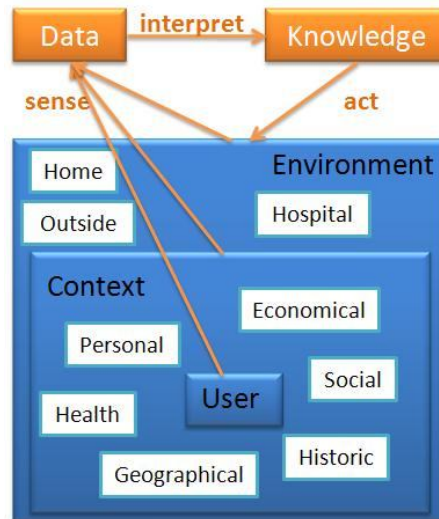 Data
interpret
Knowledge
sense
act
Environment
Home
Hospital
Outside
Context
Economical
Personal
Social
User
Health
Historic
Geographical